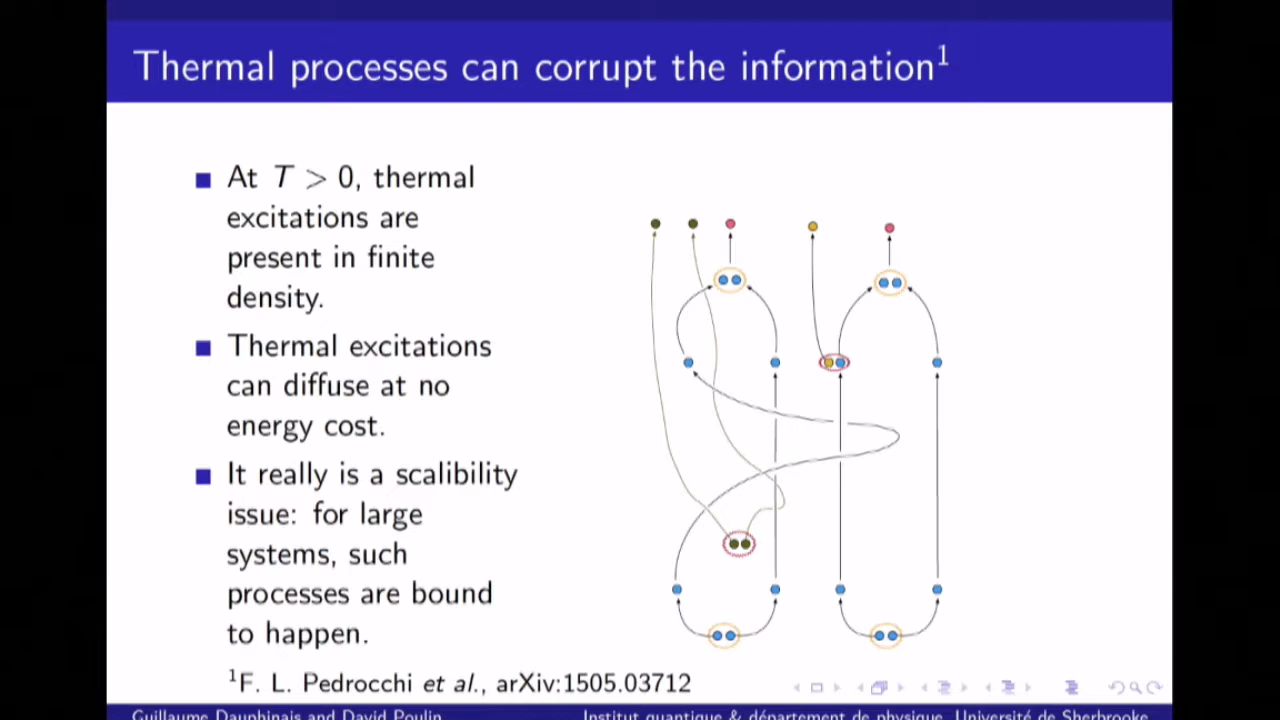 Thermal processes can corrupt the information¹
At T > 0, thermal
excitations are
present in finite
density.
Thermal excitations
can diffuse at no
energy cost.
It really is a scalibility
issue: for large
systems, such
processes are bound
to happen.
¹F. L. Pedrocchi et al., arXiv:1505.03712
Guillaume Dauphinais and David Poulin
Institut quantique & département de physique, Université de Sherbrooke